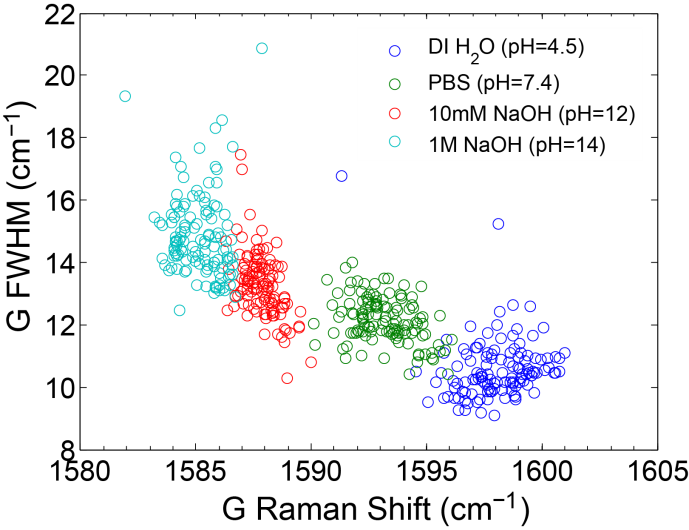 22
20
18
16
14
12
10
8
G FWHM (cm⁻¹)
DI H₂O (pH=4.5)
PBS (pH=7.4)
10mM NaOH (pH=12)
1M NaOH (pH=14)
1580 1585 1590 1595 1600 1605
G Raman Shift (cm⁻¹)